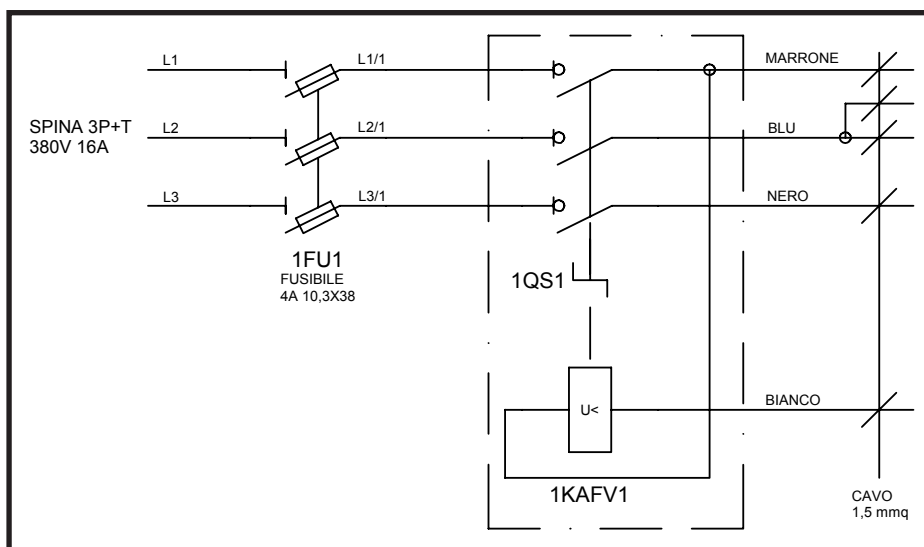 L1
L1/1
MARRONE
SPINA 3P+T
380V 16A
L2
L2/1
BLU
L3
L3/1
NERO
1FU1
FUSIBILE
4A 10,3X38
1QS1
U<
BIANCO
1KAFV1
CAVO
1,5 mmq